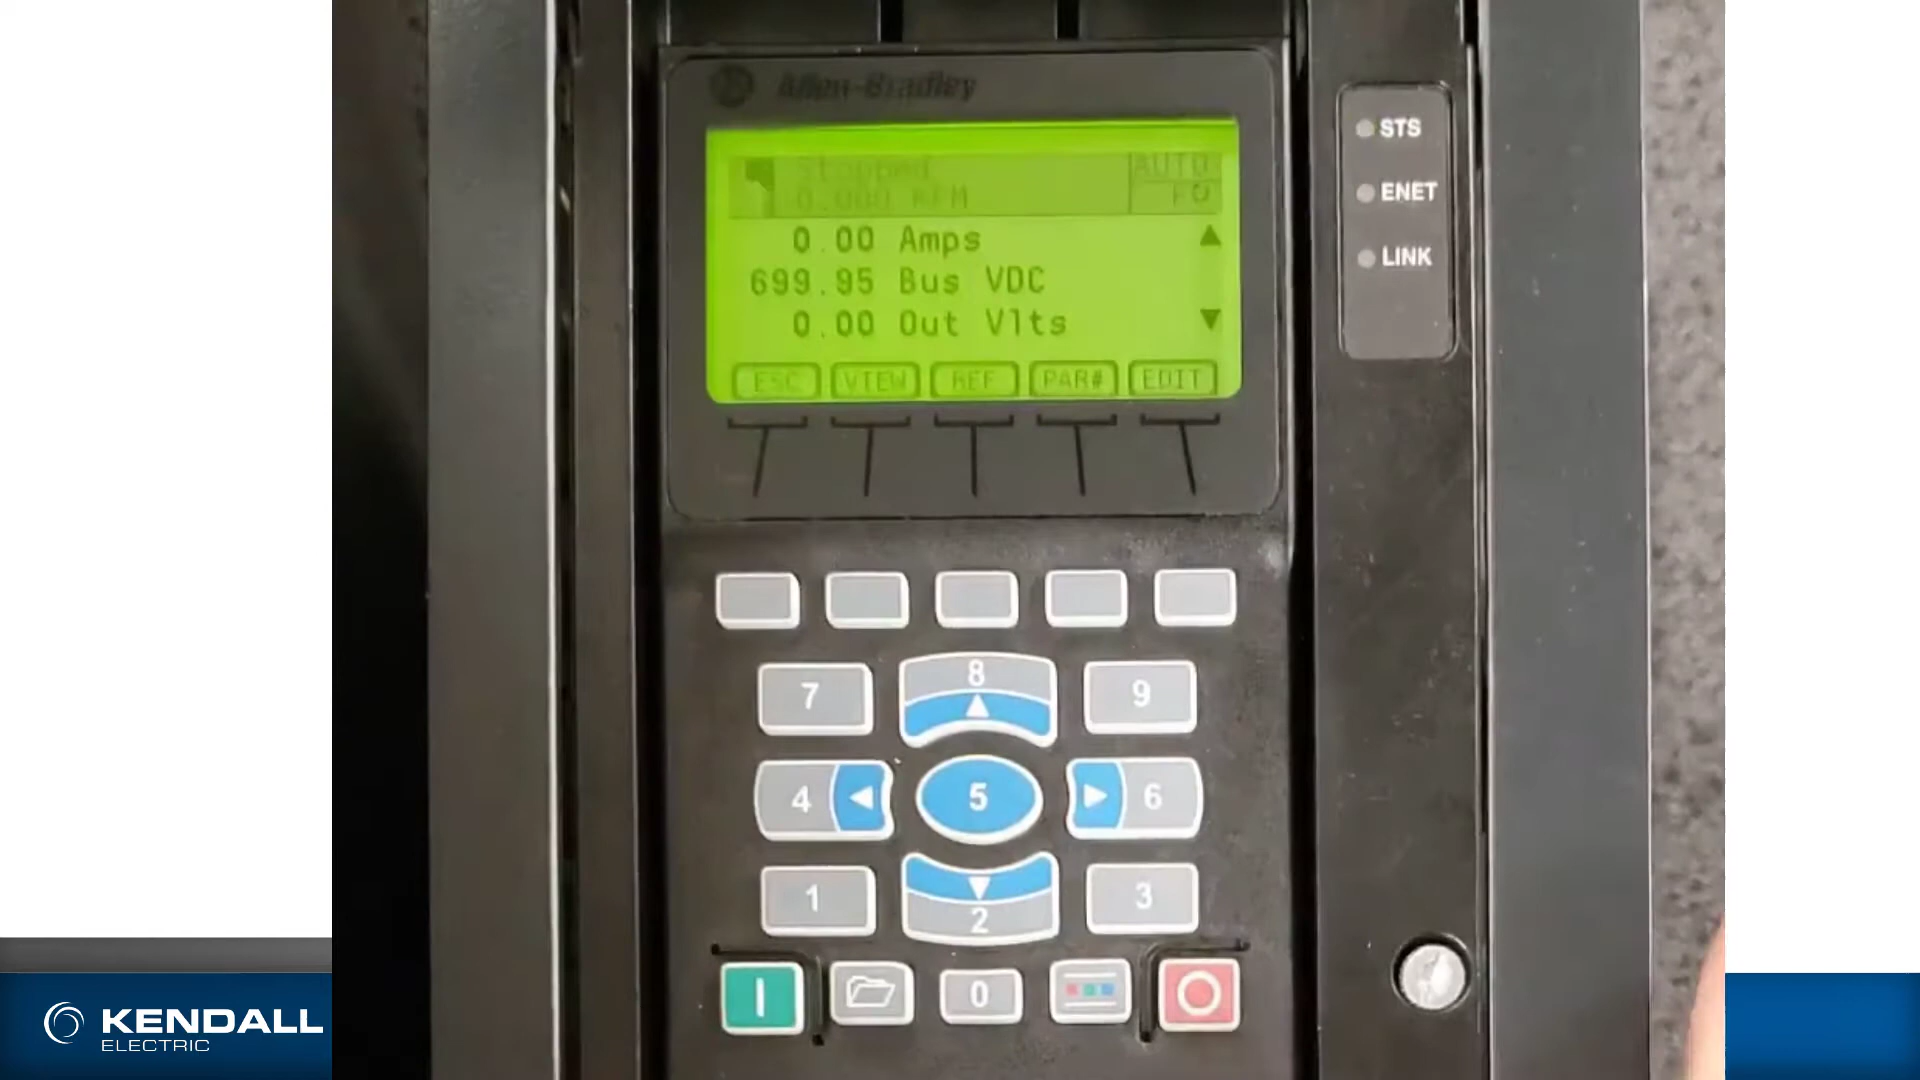 Allen-Bradley
Stopped AUTO
0.000 RPM F0
0.00 Amps
699.95 Bus VDC
0.00 Out Vlts
ESC VIEW REF PAR# EDIT
STS
ENET
LINK
7 8 9
4 5 6
1 2 3
0
KENDALL
ELECTRIC